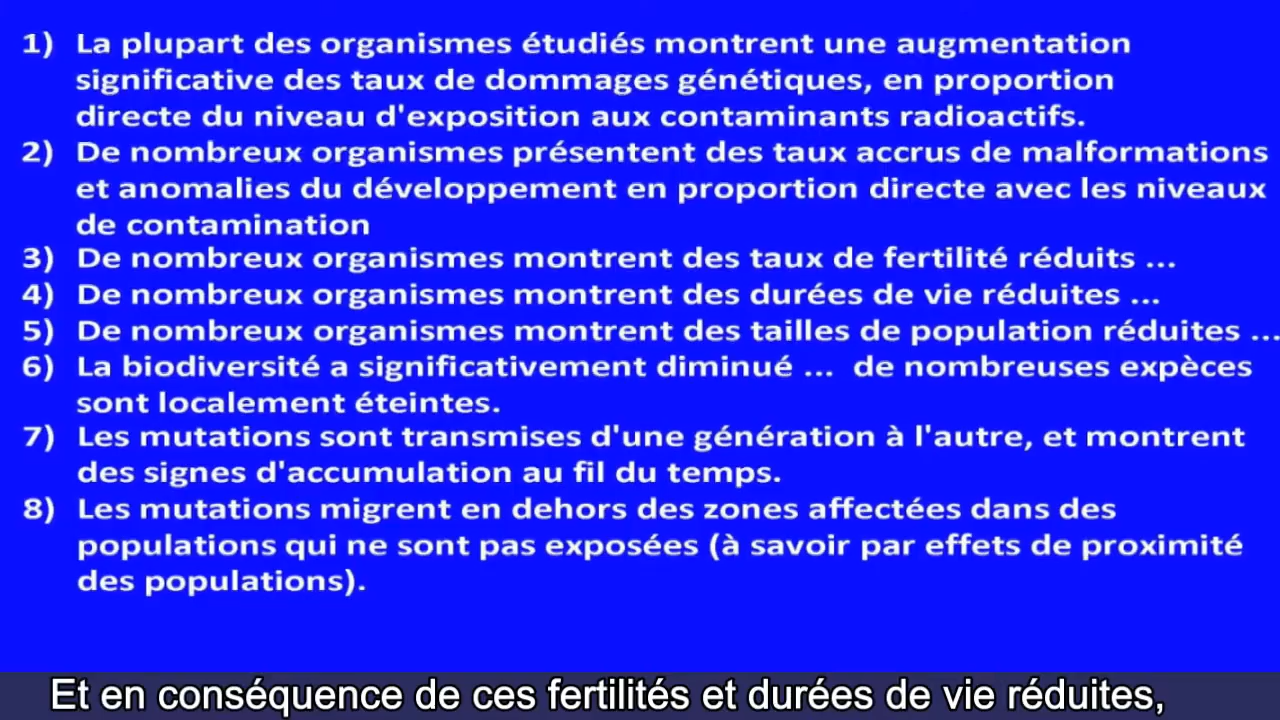 1) La plupart des organismes étudiés montrent une augmentation
significative des taux de dommages génétiques, en proportion
directe du niveau d'exposition aux contaminants radioactifs.
2) De nombreux organismes présentent des taux accrus de malformations
et anomalies du développement en proportion directe avec les niveaux
de contamination
3) De nombreux organismes montrent des taux de fertilité réduits ...
4) De nombreux organismes montrent des durées de vie réduites ...
5) De nombreux organismes montrent des tailles de population réduites ...
6) La biodiversité a significativement diminué ... de nombreuses expèces
sont localement éteintes.
7) Les mutations sont transmises d'une génération à l'autre, et montrent
des signes d'accumulation au fil du temps.
8) Les mutations migrent en dehors des zones affectées dans des
populations qui ne sont pas exposées (à savoir par effets de proximité
des populations).
Et en conséquence de ces fertilités et durées de vie réduites,